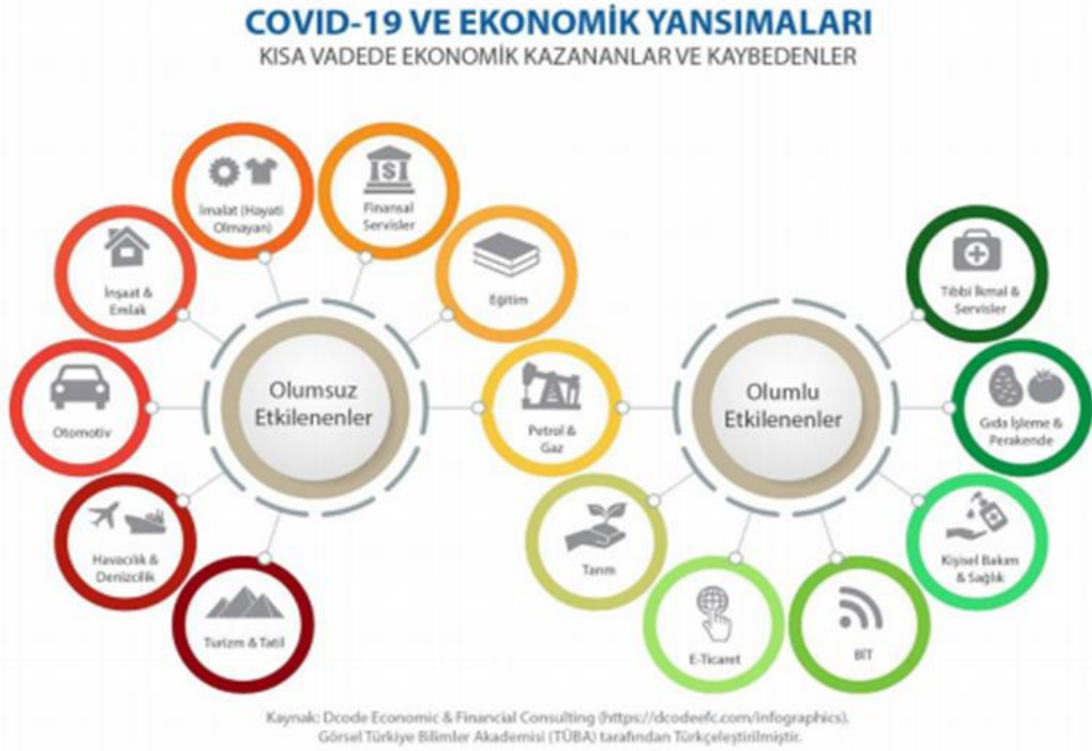 COVID-19 VE EKONOMİK YANSIMALARI
KISA VADEDE EKONOMİK KAZANANLAR VE KAYBEDENLER
İmalat (Hayati
Olmayan)
Finansal
Servisler
İnşaat &
Emlak
Eğitim
Otomotiv
Olumsuz
Etkilenenler
Petrol &
Gaz
Havacılık &
Denizcilik
Turizm & Tatil
Olumlu
Etkilenenler
Tıbbi İkmal &
Servisler
Gıda İşleme &
Perakende
Kişisel Bakım
& Sağlık
Tarım
E-Ticaret
BİT
Kaynak: Dcode Economic & Financial Consulting (https://dcodeefc.com/infographics).
Görsel Türkiye Bilimler Akademisi (TÜBA) tarafından Türkçeleştirilmiştir.